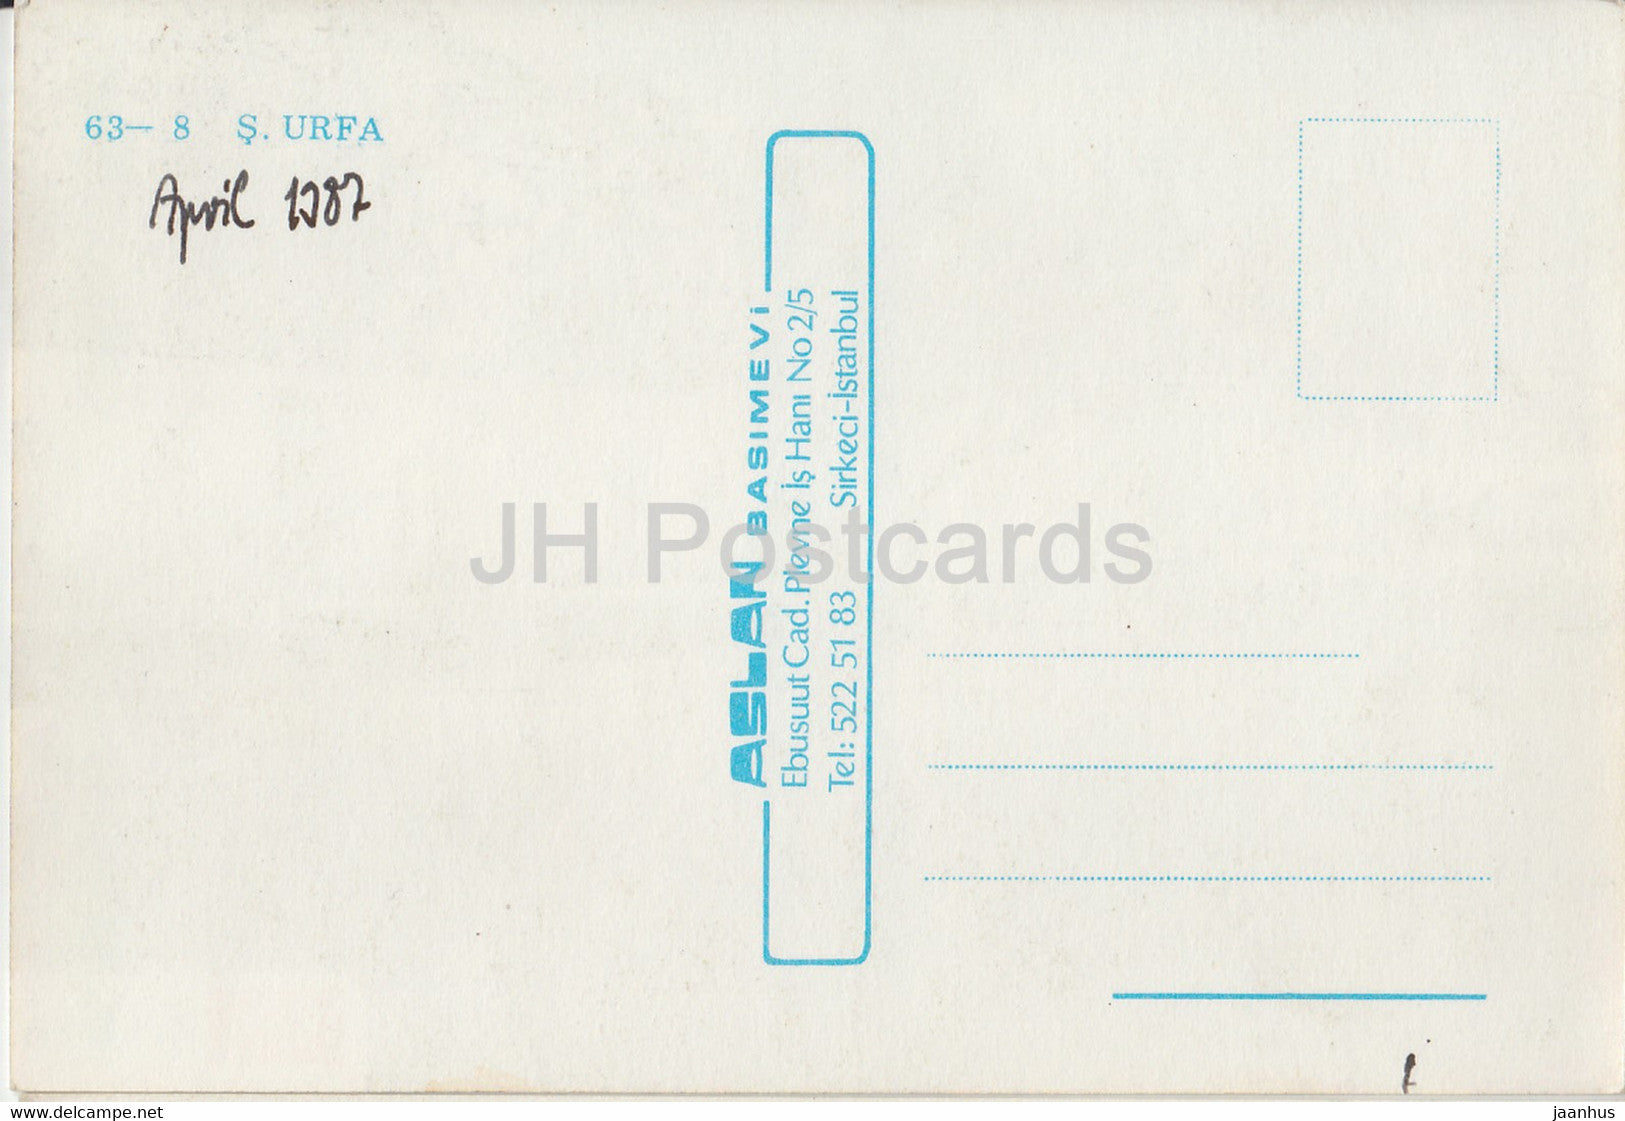 63— 8 Ş. URFA
April 1987
ASLAN BASIMEVi
Ebusuut Cad. Plevne İş Hanı No 2/5
Tel: 522 51 83 Sirkeci-İstanbul
JH Postcards
www.delcampe.net
jaanhus